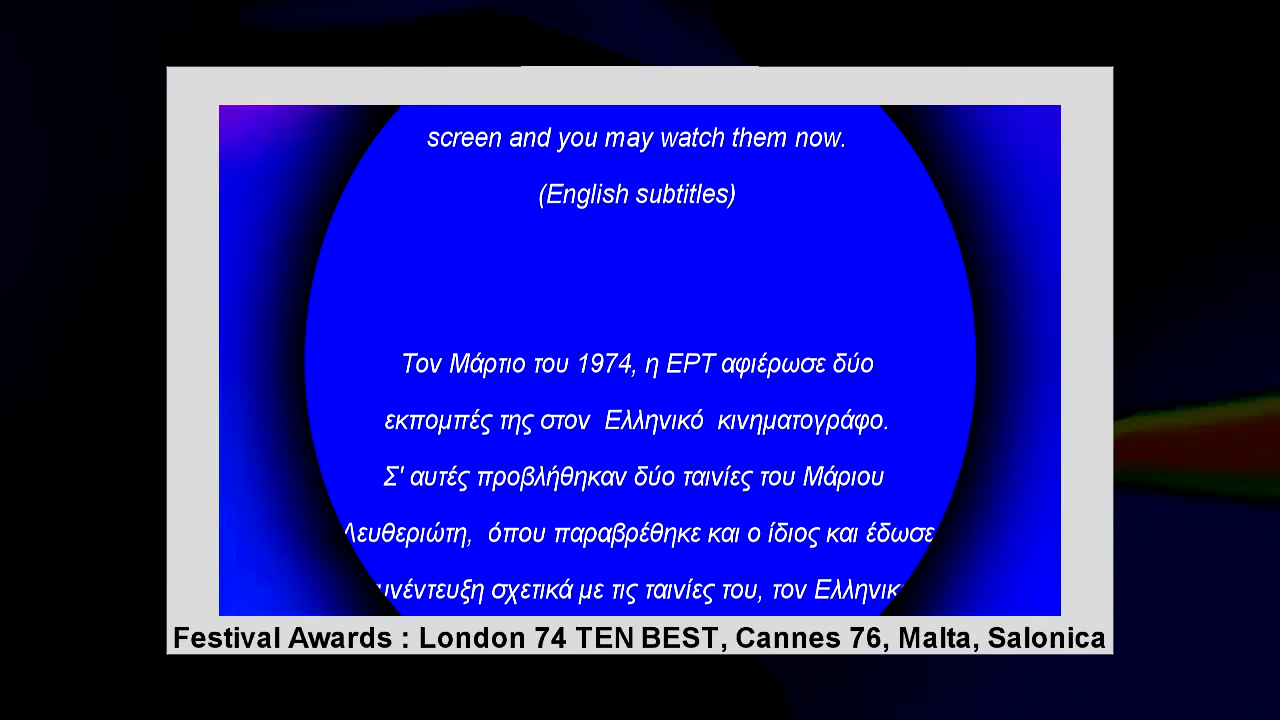 screen and you may watch them now.
(English subtitles)
Τον Μάρτιο του 1974, η ΕΡΤ αφιέρωσε δύο
εκπομπές της στον Ελληνικό κινηματογράφο.
Σ' αυτές προβλήθηκαν δύο ταινίες του Μάριου
Λευθεριώτη, όπου παραβρέθηκε και ο ίδιος και έδωσε
σχετικά με τις ταινίες του, τον
Festival Awards : London 74 TEN BEST, Cannes 76, Malta, Salonica